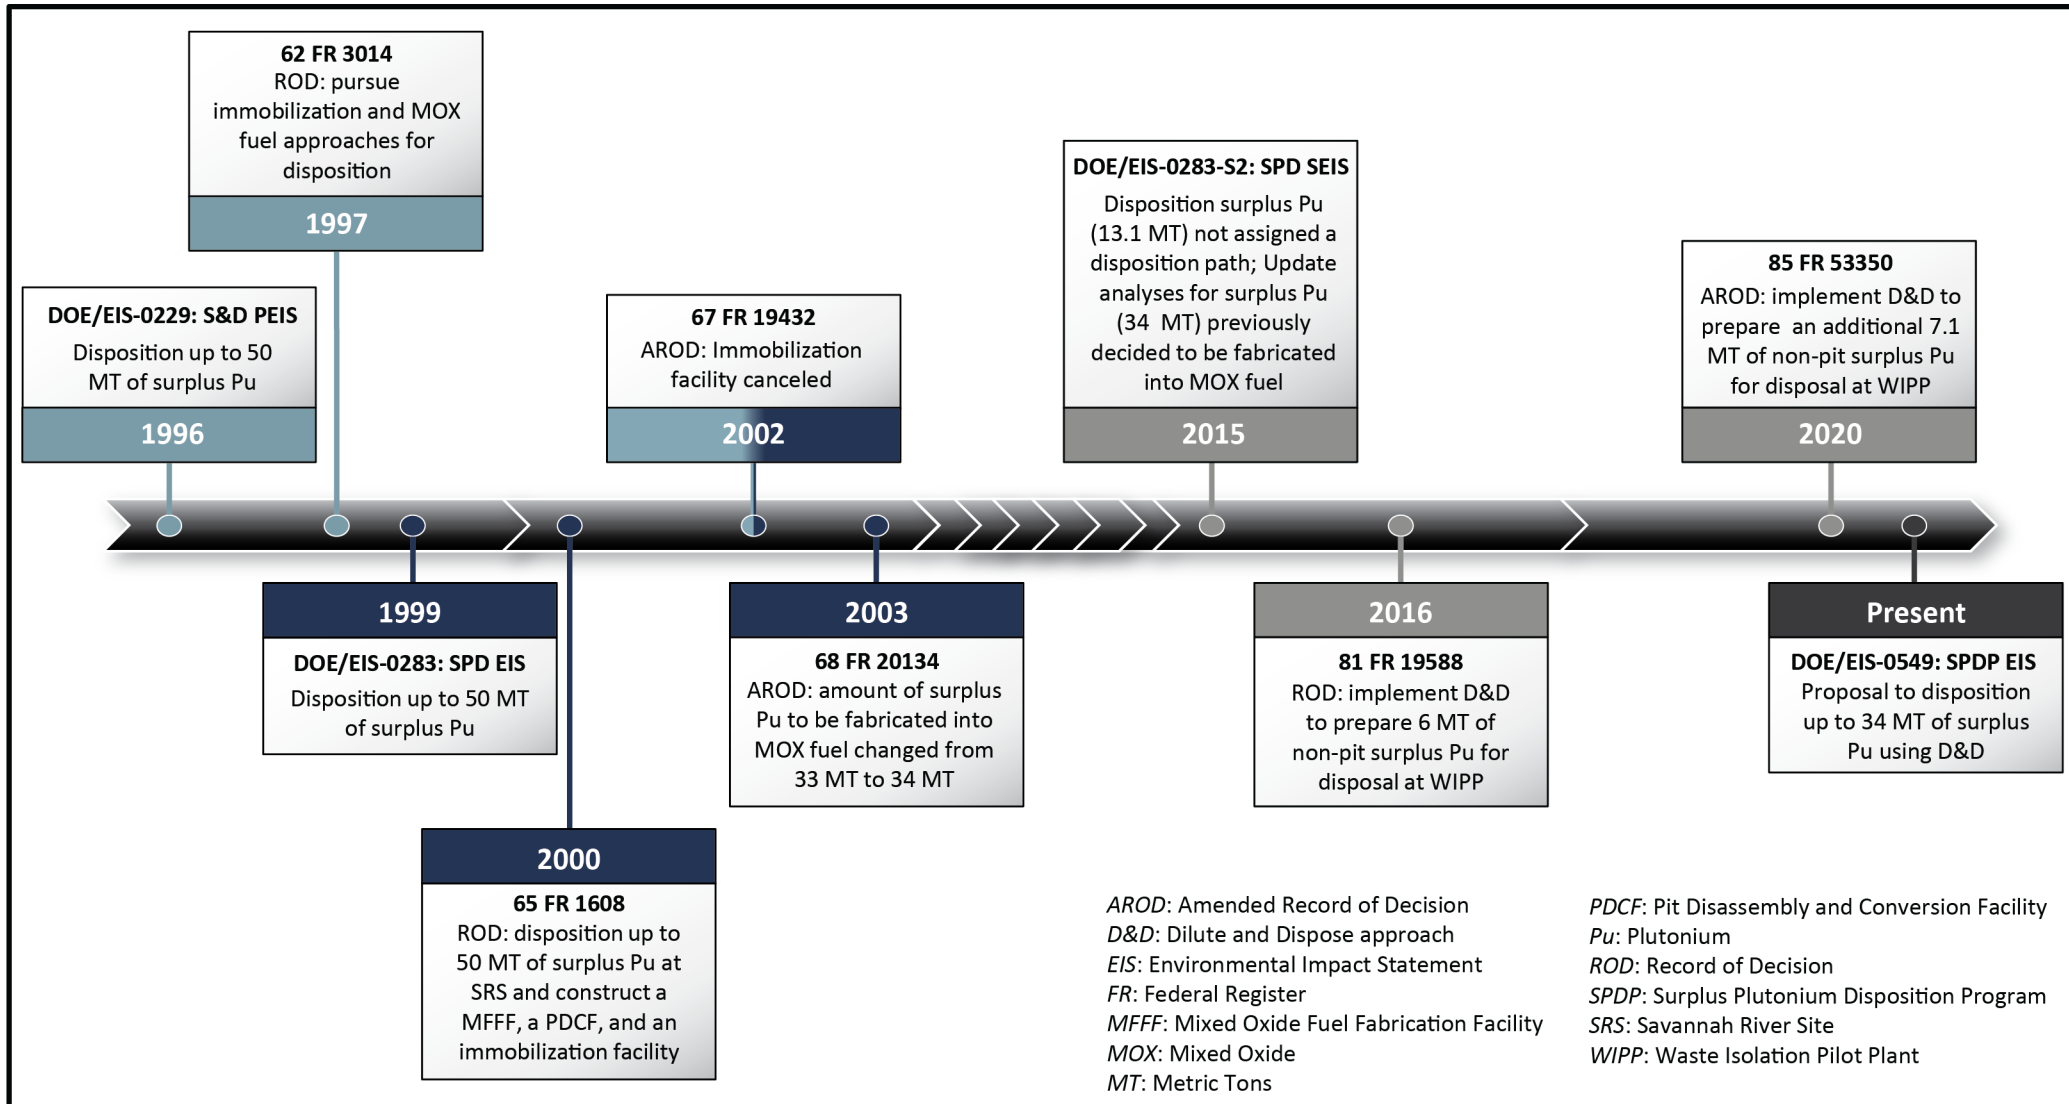 62 FR 3014
ROD: pursue
immobilization and MOX
fuel approaches for
disposition
1997
DOE/EIS-0229: S&D PEIS
Disposition up to 50
MT of surplus Pu
1996
67 FR 19432
AROD: Immobilization
facility canceled
2002
DOE/EIS-0283-S2: SPD SEIS
Disposition surplus Pu
(13.1 MT) not assigned a
disposition path; Update
analyses for surplus Pu
(34 MT) previously
decided to be fabricated
into MOX fuel
2015
85 FR 53350
AROD: implement D&D to
prepare an additional 7.1
MT of non-pit surplus Pu
for disposal at WIPP
2020
1999
DOE/EIS-0283: SPD EIS
Disposition up to 50 MT
of surplus Pu
2000
65 FR 1608
ROD: disposition up to
50 MT of surplus Pu at
SRS and construct a
MFFF, a PDCF, and an
immobilization facility
2003
68 FR 20134
AROD: amount of surplus
Pu to be fabricated into
MOX fuel changed from
33 MT to 34 MT
2016
81 FR 19588
ROD: implement D&D
to prepare 6 MT of
non-pit surplus Pu for
disposal at WIPP
Present
DOE/EIS-0549: SPDP EIS
Proposal to disposition
up to 34 MT of surplus
Pu using D&D
AROD: Amended Record of Decision
D&D: Dilute and Dispose approach
EIS: Environmental Impact Statement
FR: Federal Register
MFFF: Mixed Oxide Fuel Fabrication Facility
MOX: Mixed Oxide
MT: Metric Tons
PDCF: Pit Disassembly and Conversion Facility
Pu: Plutonium
ROD: Record of Decision
SPDP: Surplus Plutonium Disposition Program
SRS: Savannah River Site
WIPP: Waste Isolation Pilot Plant